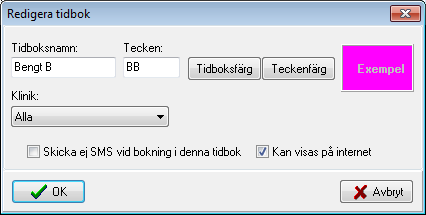 Redigera tidbok
Tidboksnamn: Tecken:
Bengt B BB Tidboksfärg Teckenfärg Exempel
Klinik:
Alla
Skicka ej SMS vid bokning i denna tidbok Kan visas på internet
OK Avbryt